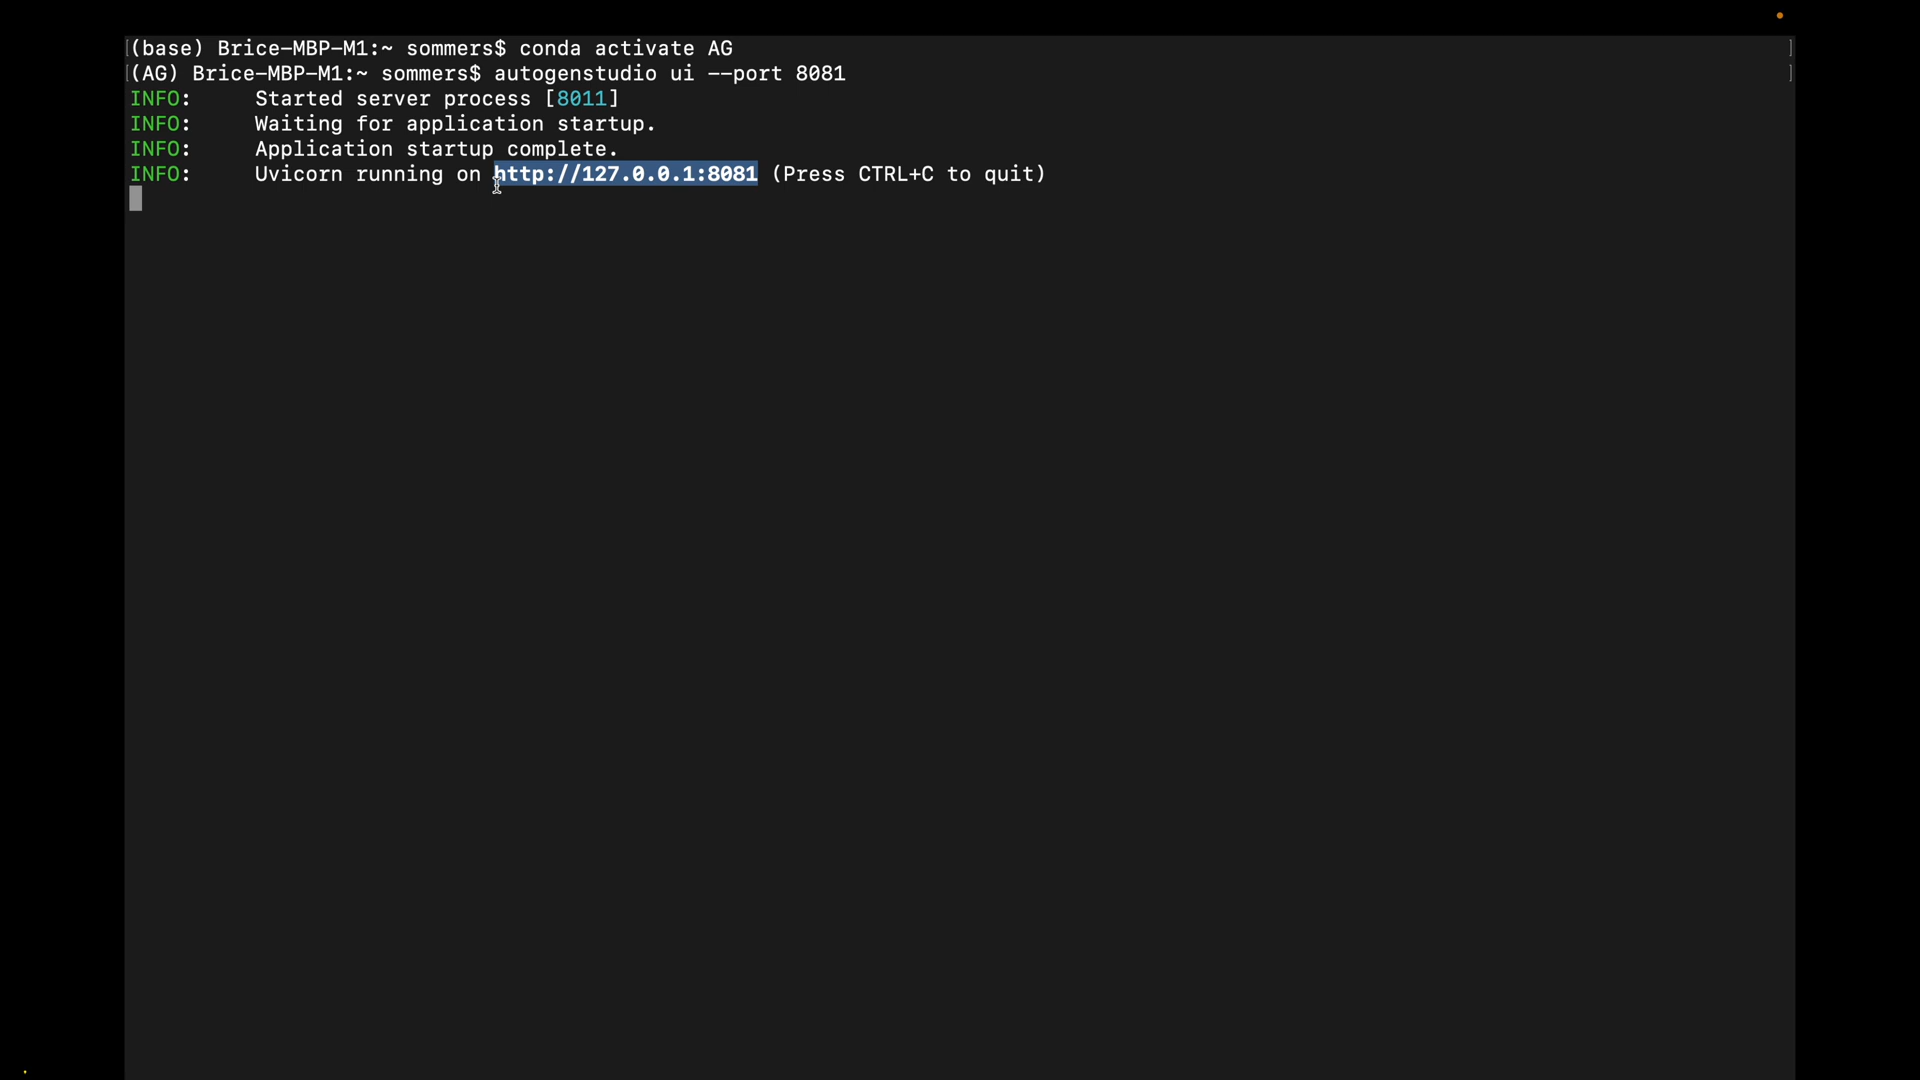 (base) Brice-MBP-M1:~ sommers$ conda activate AG
(AG) Brice-MBP-M1:~ sommers$ autogenstudio ui --port 8081
INFO:     Started server process [8011]
INFO:     Waiting for application startup.
INFO:     Application startup complete.
INFO:     Uvicorn running on http://127.0.0.1:8081 (Press CTRL+C to quit)